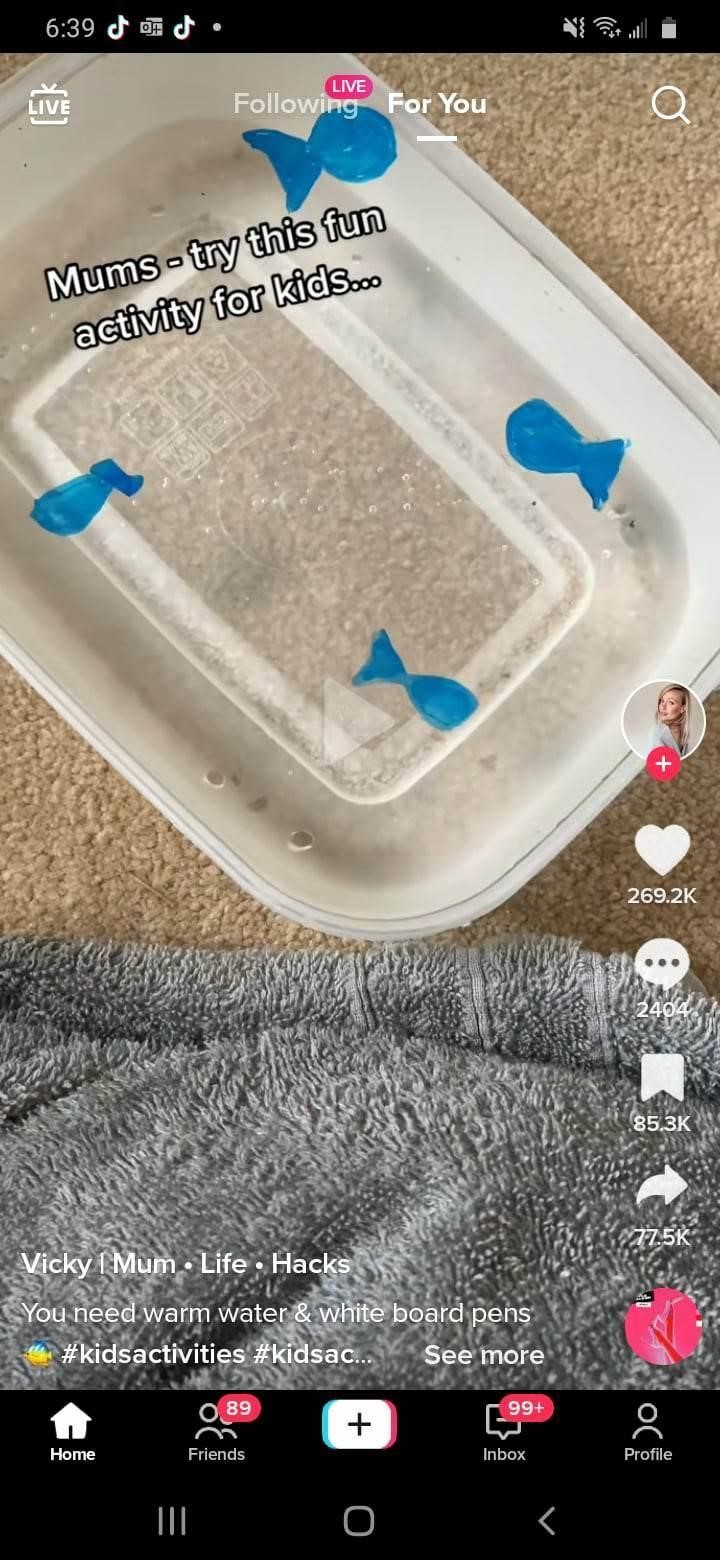 6:39
LIVE
LIVE
Following
For You
Mums - try this fun
activity for kids...
269.2K
2404
85.3K
77.5K
Vicky | Mum • Life • Hacks
You need warm water & white board pens
🐠 #kidsactivities #kidsac... See more
89
99+
Home
Friends
Inbox
Profile